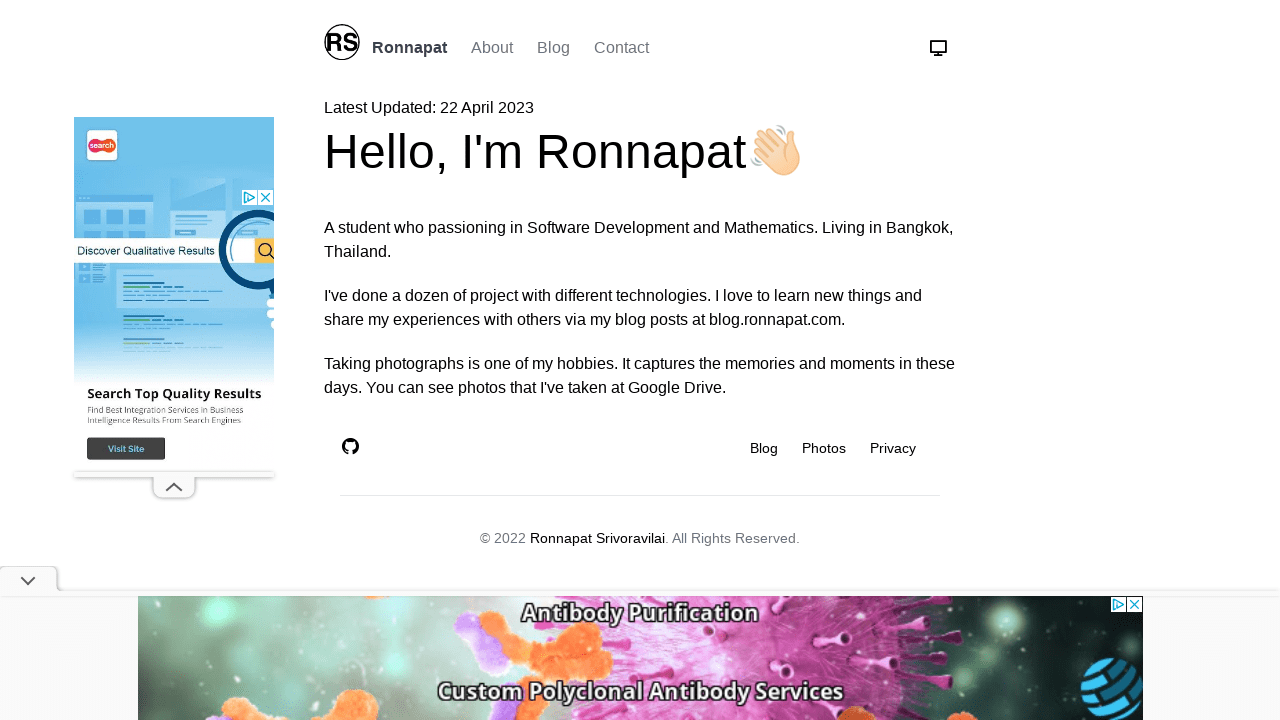 RS
Ronnapat About Blog Contact
Latest Updated: 22 April 2023
Hello, I'm Ronnapat👋🏻
A student who passioning in Software Development and Mathematics. Living in Bangkok,
Thailand.
I've done a dozen of project with different technologies. I love to learn new things and
share my experiences with others via my blog posts at blog.ronnapat.com.
Taking photographs is one of my hobbies. It captures the memories and moments in these
days. You can see photos that I've taken at Google Drive.
Blog Photos Privacy
© 2022 Ronnapat Srivoravilai. All Rights Reserved.
search
Discover Qualitative Results
Search Top Quality Results
Find Best Integration Services in Business
Intelligence Results From Search Engines
Visit Site
Antibody Purification
Custom Polyclonal Antibody Services